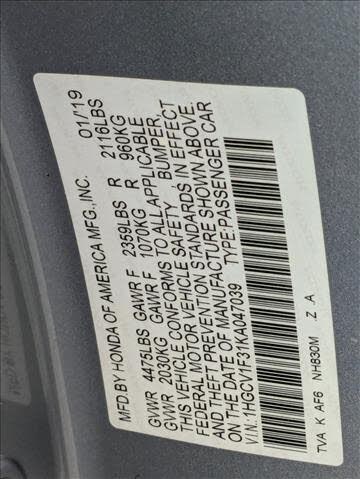 MFD.BY HONDA OF AMERICA MFG.,INC. 01/'19
GVWR 4475LBS GAWR F 2359LBS R 2116LBS
GVWR 2030KG GAWR F 1070KG R 960KG
THIS VEHICLE CONFORMS TO ALL APPLICABLE
FEDERAL MOTOR VEHICLE SAFETY BUMPER,
AND THEFT PREVENTION STANDARDS IN EFFECT
ON THE DATE OF MANUFACTURE SHOWN ABOVE.
V.I.N.:1HGCV1F31KA047039 TYPE:PASSENGER CAR
TVA K AF6 NH830M Z .A